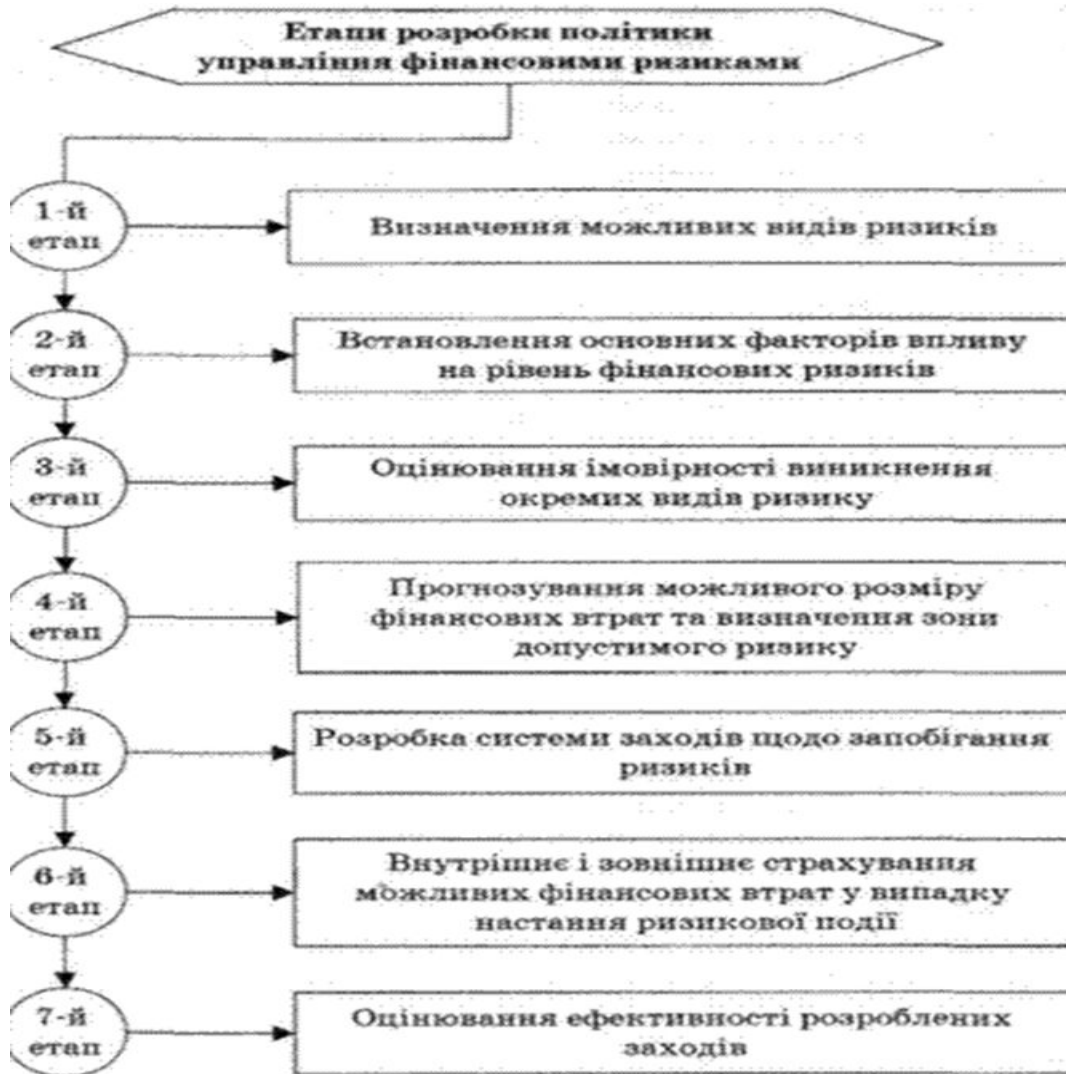 Етапи розробки політики
управління фінансовими ризиками
1-й
етап
Визначення можливих видів ризиків
2-й
етап
Встановлення основних факторів впливу
на рівень фінансових ризиків
3-й
етап
Оцінювання імовірності виникнення
окремих видів ризику
4-й
етап
Прогнозування можливого розміру
фінансових втрат та визначення зони
допустимого ризику
5-й
етап
Розробка системи заходів щодо запобігання
ризиків
6-й
етап
Внутрішнє і зовнішнє страхування
можливих фінансових втрат у випадку
настання ризикової події
7-й
етап
Оцінювання ефективності розроблених
заходів